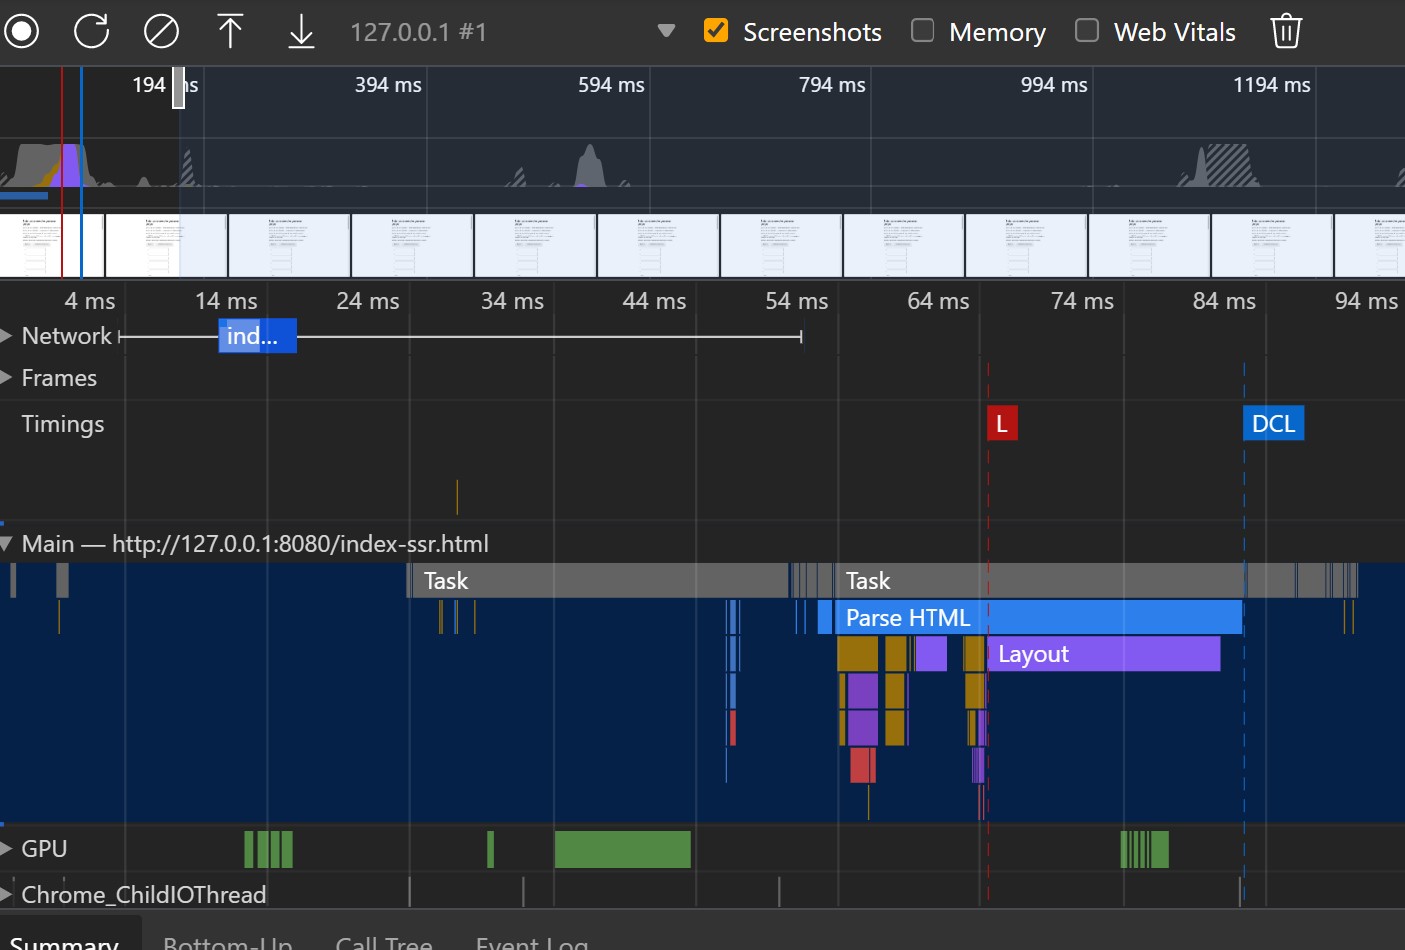 127.0.0.1 #1 Screenshots Memory Web Vitals
194 ms 394 ms 594 ms 794 ms 994 ms 1194 ms
4 ms 14 ms 24 ms 34 ms 44 ms 54 ms 64 ms 74 ms 84 ms 94 ms
Network ind...
Frames
Timings L DCL
Main — http://127.0.0.1:8080/index-ssr.html
Task Task
Parse HTML
Layout
GPU
Chrome_ChildIOThread
Summary Bottom-Up Call Tree Event Log